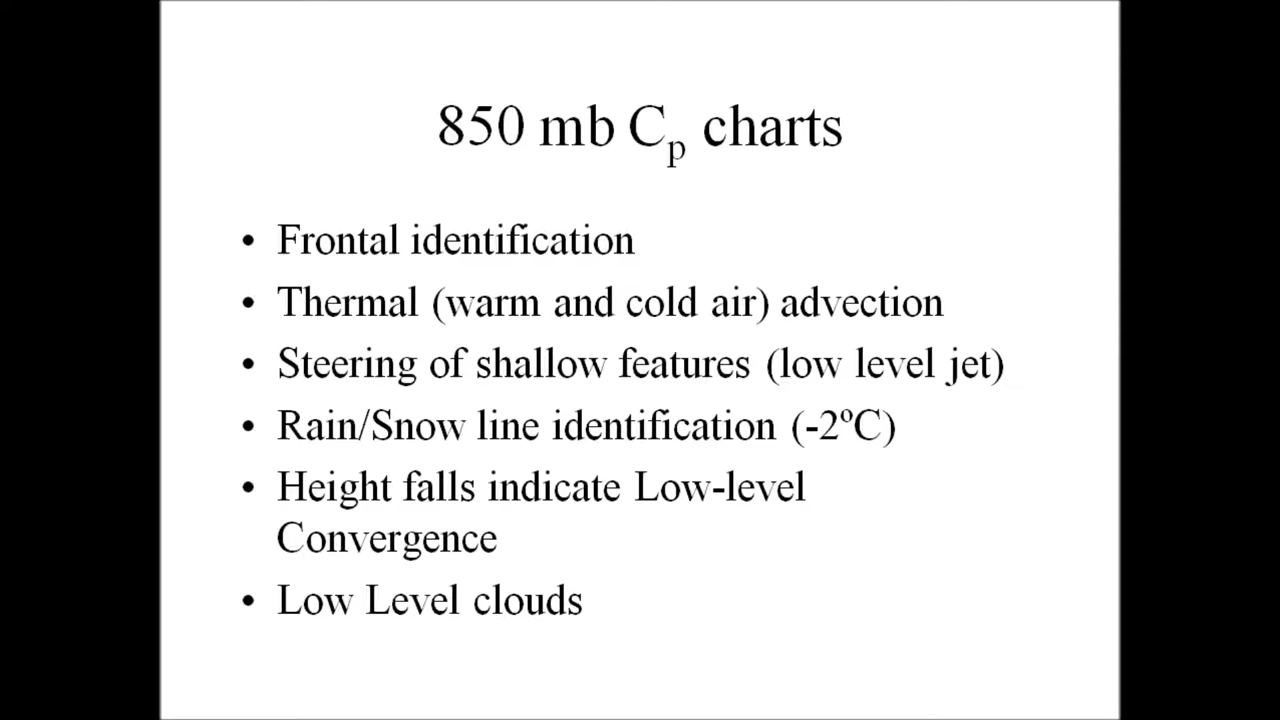 850 mb Cp charts
• Frontal identification
• Thermal (warm and cold air) advection
• Steering of shallow features (low level jet)
• Rain/Snow line identification (-2ºC)
• Height falls indicate Low-level
Convergence
• Low Level clouds